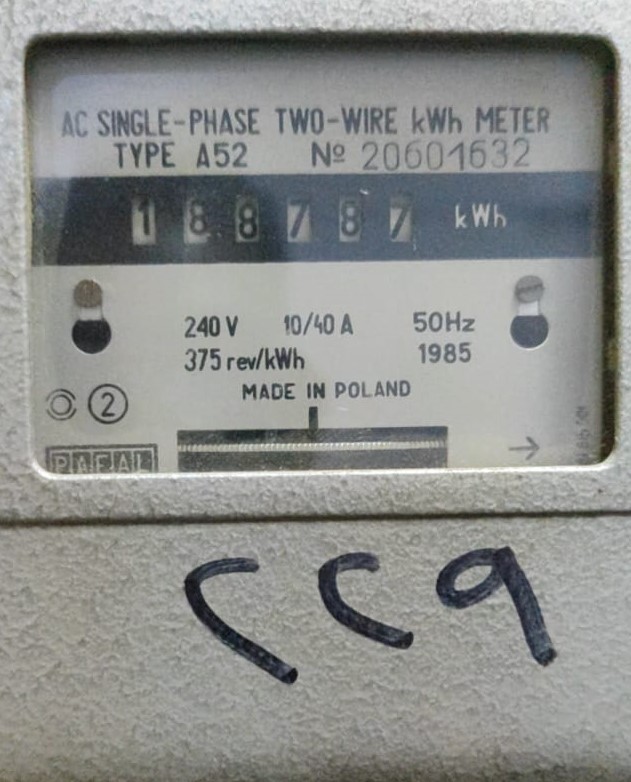 AC SINGLE-PHASE TWO-WIRE kWh METER
TYPE A52 № 20601632
188787 kWh
240 V 10/40 A 50Hz
375 rev/kWh 1985
MADE IN POLAND
2
PAFAL
٢٢٩